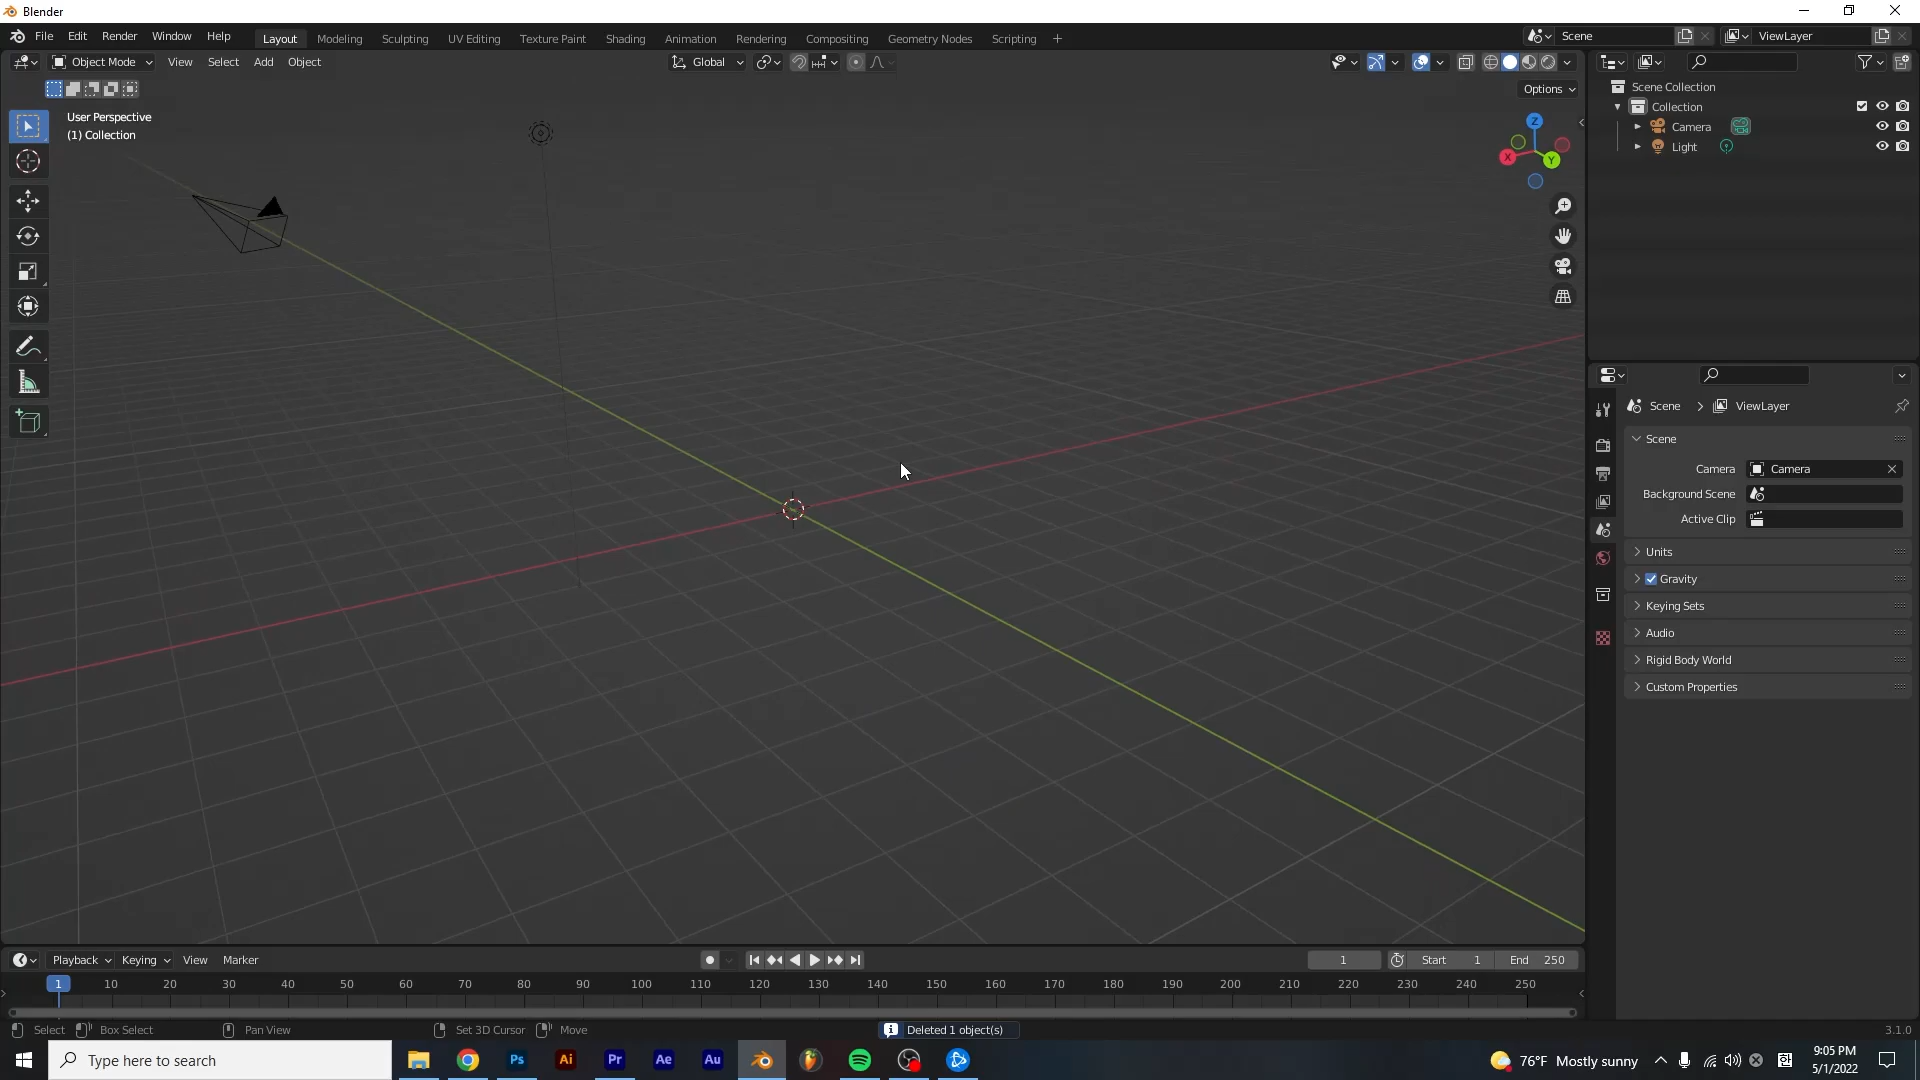 Blender
File Edit Render Window Help Layout Modeling Sculpting UV Editing Texture Paint Shading Animation Rendering Compositing Geometry Nodes Scripting + Scene ViewLayer
Object Mode View Select Add Object Global
Options
User Perspective
(1) Collection
Z
X
Y
Scene Collection
Collection
Camera
Light
Scene > ViewLayer
Scene
Camera Camera
Background Scene
Active Clip
Units
Gravity
Keying Sets
Audio
Rigid Body World
Custom Properties
Playback Keying View Marker 1 Start 1 End 250
1 10 20 30 40 50 60 70 80 90 100 110 120 130 140 150 160 170 180 190 200 210 220 230 240 250
Select Box Select Pan View Set 3D Cursor Move Deleted 1 object(s) 3.1.0
Type here to search Ps Ai Pr Ae Au 76°F Mostly sunny 9:05 PM
5/1/2022